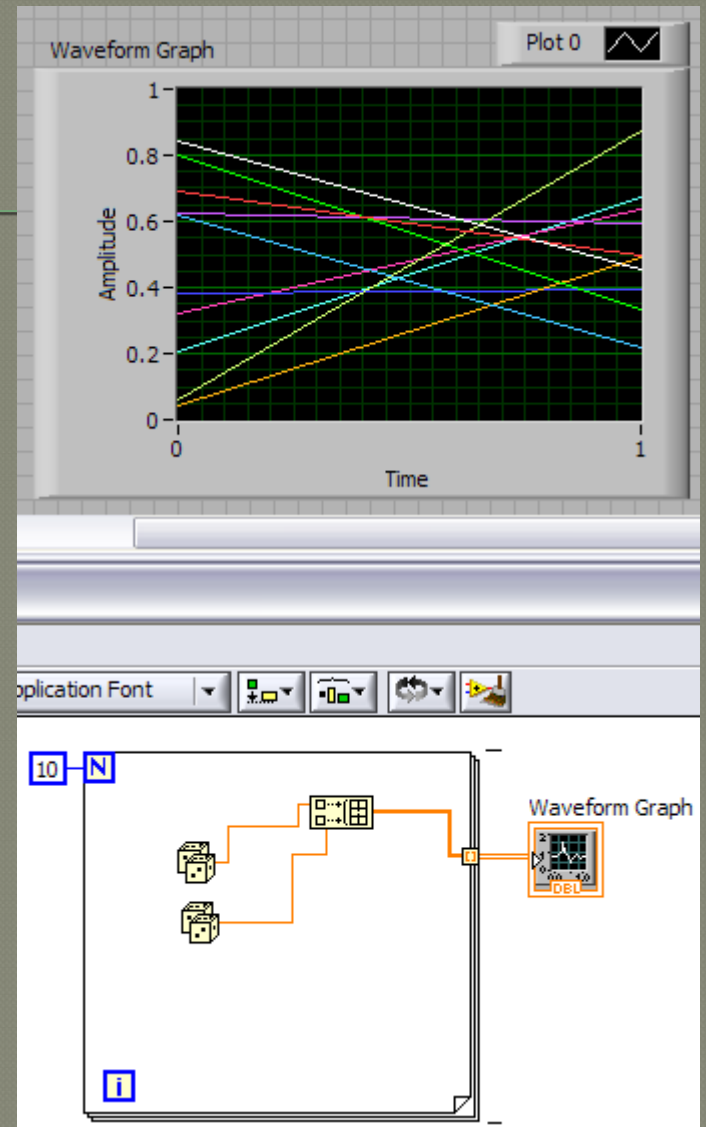 Waveform Graph
Plot 0
1
0.8
0.6
0.4
0.2
0
Amplitude
0
1
Time
pplication Font
10
N
Waveform Graph
DBL
i